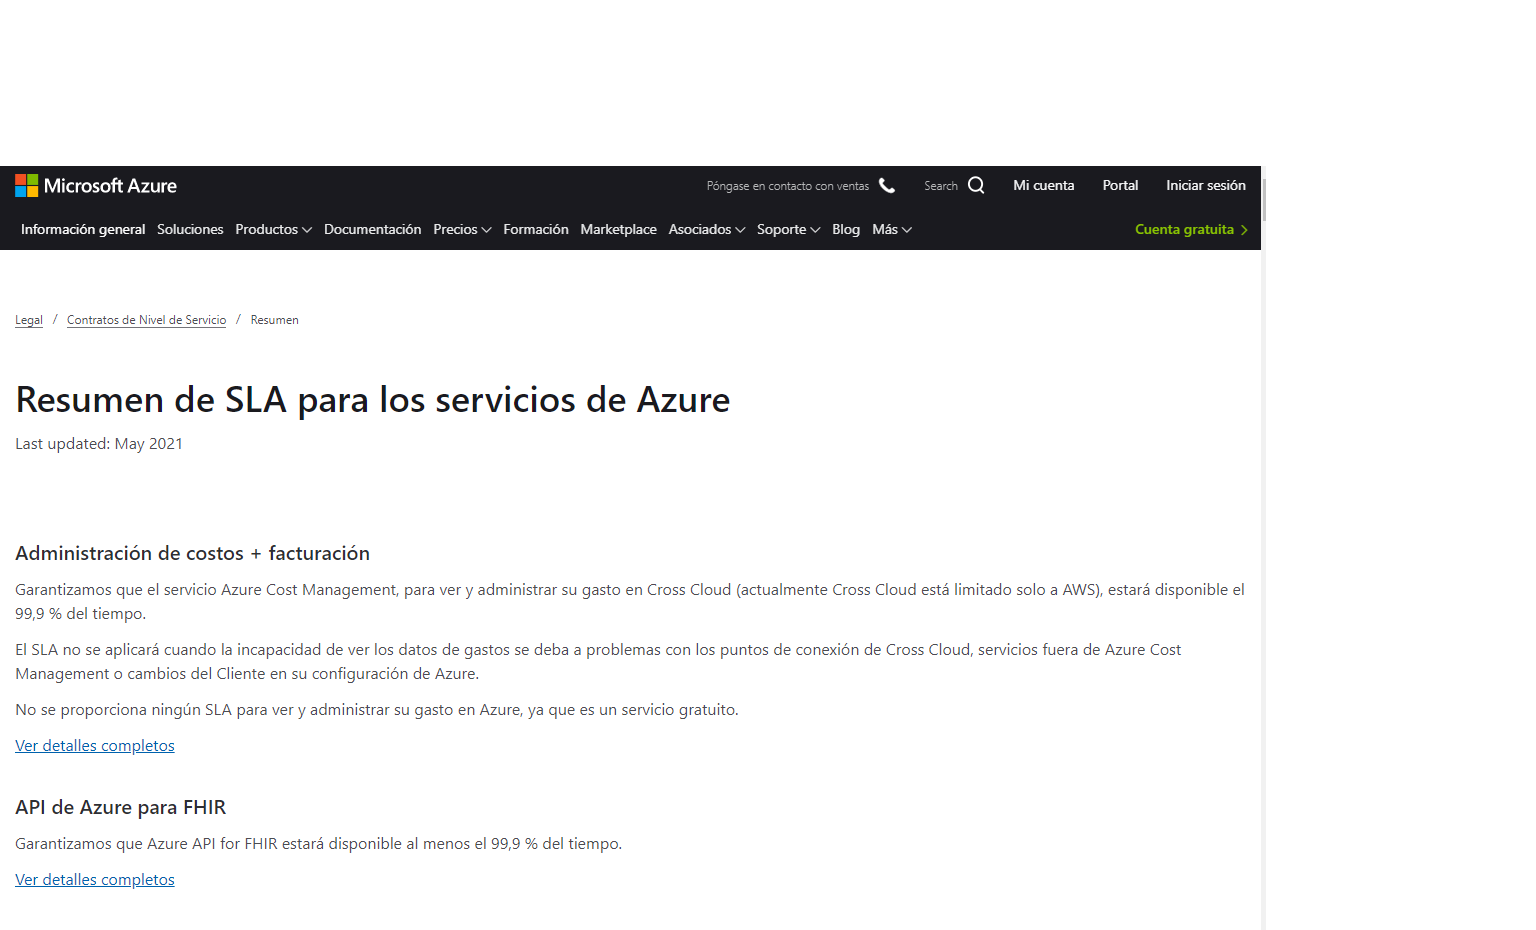 Microsoft Azure
Póngase en contacto con ventas
Search
Mi cuenta
Portal
Iniciar sesión
Información general
Soluciones
Productos
Documentación
Precios
Formación
Marketplace
Asociados
Soporte
Blog
Más
Cuenta gratuita
Legal / Contratos de Nivel de Servicio / Resumen
Resumen de SLA para los servicios de Azure
Last updated: May 2021
Administración de costos + facturación
Garantizamos que el servicio Azure Cost Management, para ver y administrar su gasto en Cross Cloud (actualmente Cross Cloud está limitado solo a AWS), estará disponible el
99,9 % del tiempo.
El SLA no se aplicará cuando la incapacidad de ver los datos de gastos se deba a problemas con los puntos de conexión de Cross Cloud, servicios fuera de Azure Cost
Management o cambios del Cliente en su configuración de Azure.
No se proporciona ningún SLA para ver y administrar su gasto en Azure, ya que es un servicio gratuito.
Ver detalles completos
API de Azure para FHIR
Garantizamos que Azure API for FHIR estará disponible al menos el 99,9 % del tiempo.
Ver detalles completos